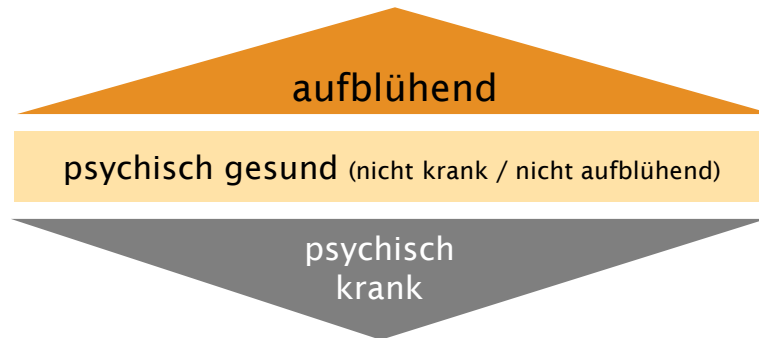 aufblühend
psychisch gesund (nicht krank / nicht aufblühend)
psychisch
krank